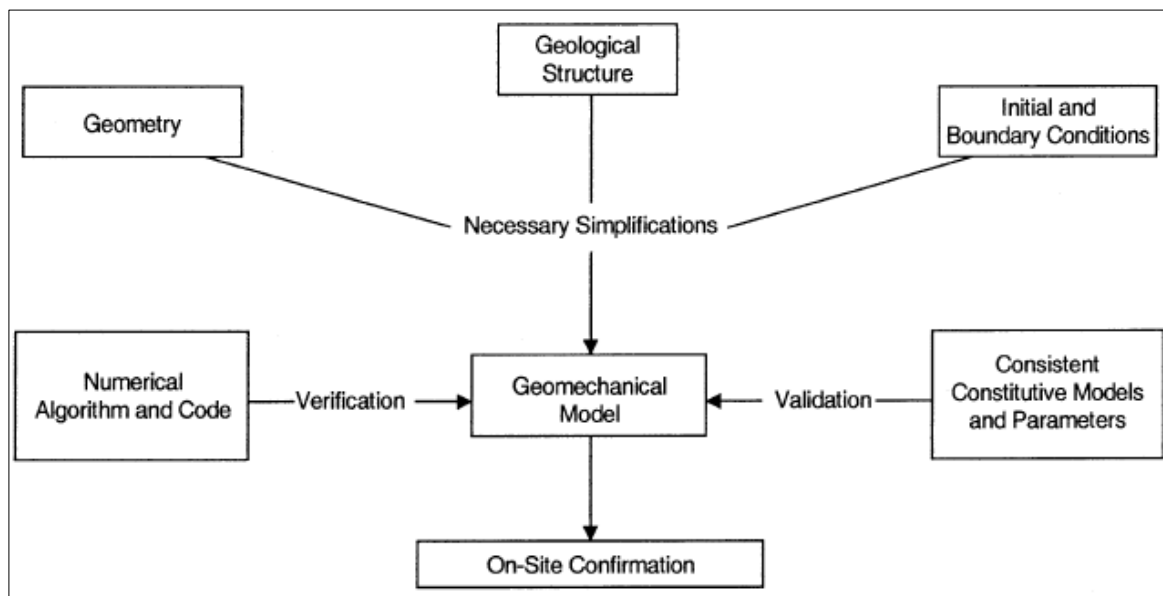 Geological
Structure
Geometry
Initial and
Boundary Conditions
Necessary Simplifications
Numerical
Algorithm and Code
Verification
Geomechanical
Model
Validation
Consistent
Constitutive Models
and Parameters
On-Site Confirmation